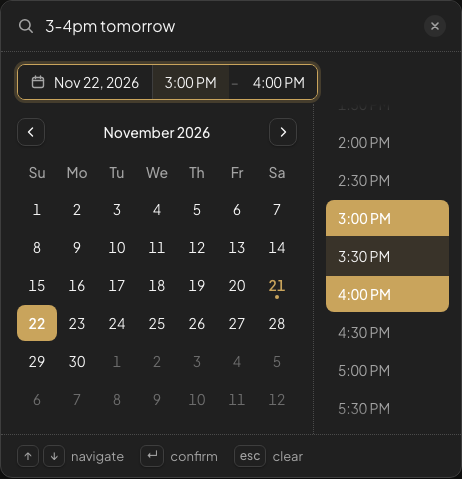 3-4pm tomorrow
Nov 22, 2026 3:00 PM – 4:00 PM
November 2026
Su Mo Tu We Th Fr Sa
1 2 3 4 5 6 7
8 9 10 11 12 13 14
15 16 17 18 19 20 21
22 23 24 25 26 27 28
29 30 1 2 3 4 5
6 7 8 9 10 11 12
2:00 PM
2:30 PM
3:00 PM
3:30 PM
4:00 PM
4:30 PM
5:00 PM
5:30 PM
↑ ↓ navigate ↵ confirm esc clear